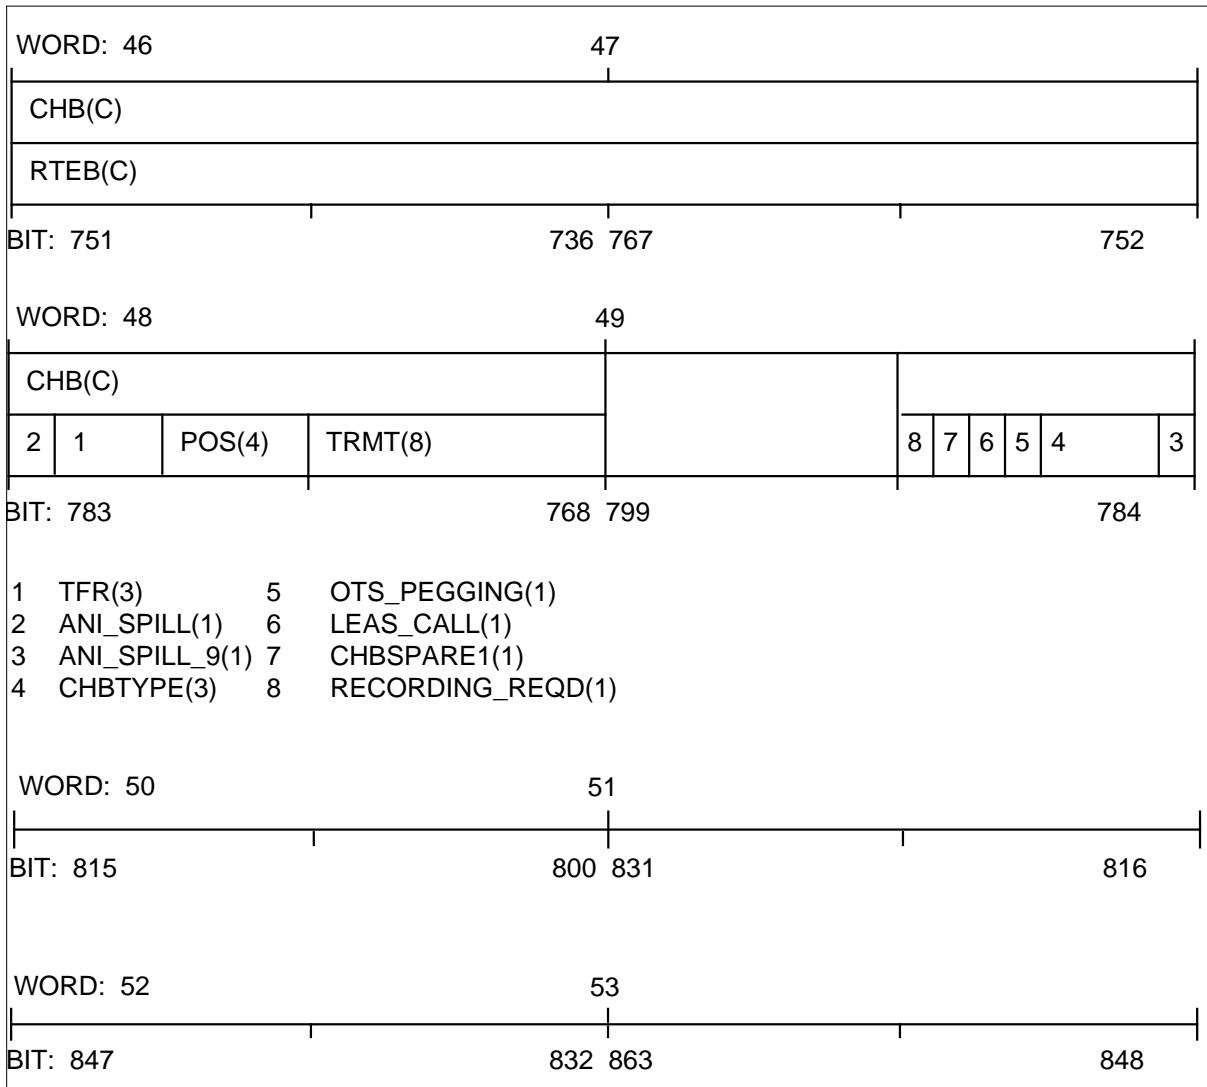 WORD: 46 47
CHB(C)
RTEB(C)
BIT: 751 736 767 752
WORD: 48 49
CHB(C)
2 1 POS(4) TRMT(8) 8 7 6 5 4 3
BIT: 783 768 799 784
1 TFR(3) 5 OTS_PEGGING(1)
2 ANI_SPILL(1) 6 LEAS_CALL(1)
3 ANI_SPILL_9(1) 7 CHBSPARE1(1)
4 CHBTYPE(3) 8 RECORDING_REQD(1)
WORD: 50 51
BIT: 815 800 831 816
WORD: 52 53
BIT: 847 832 863 848